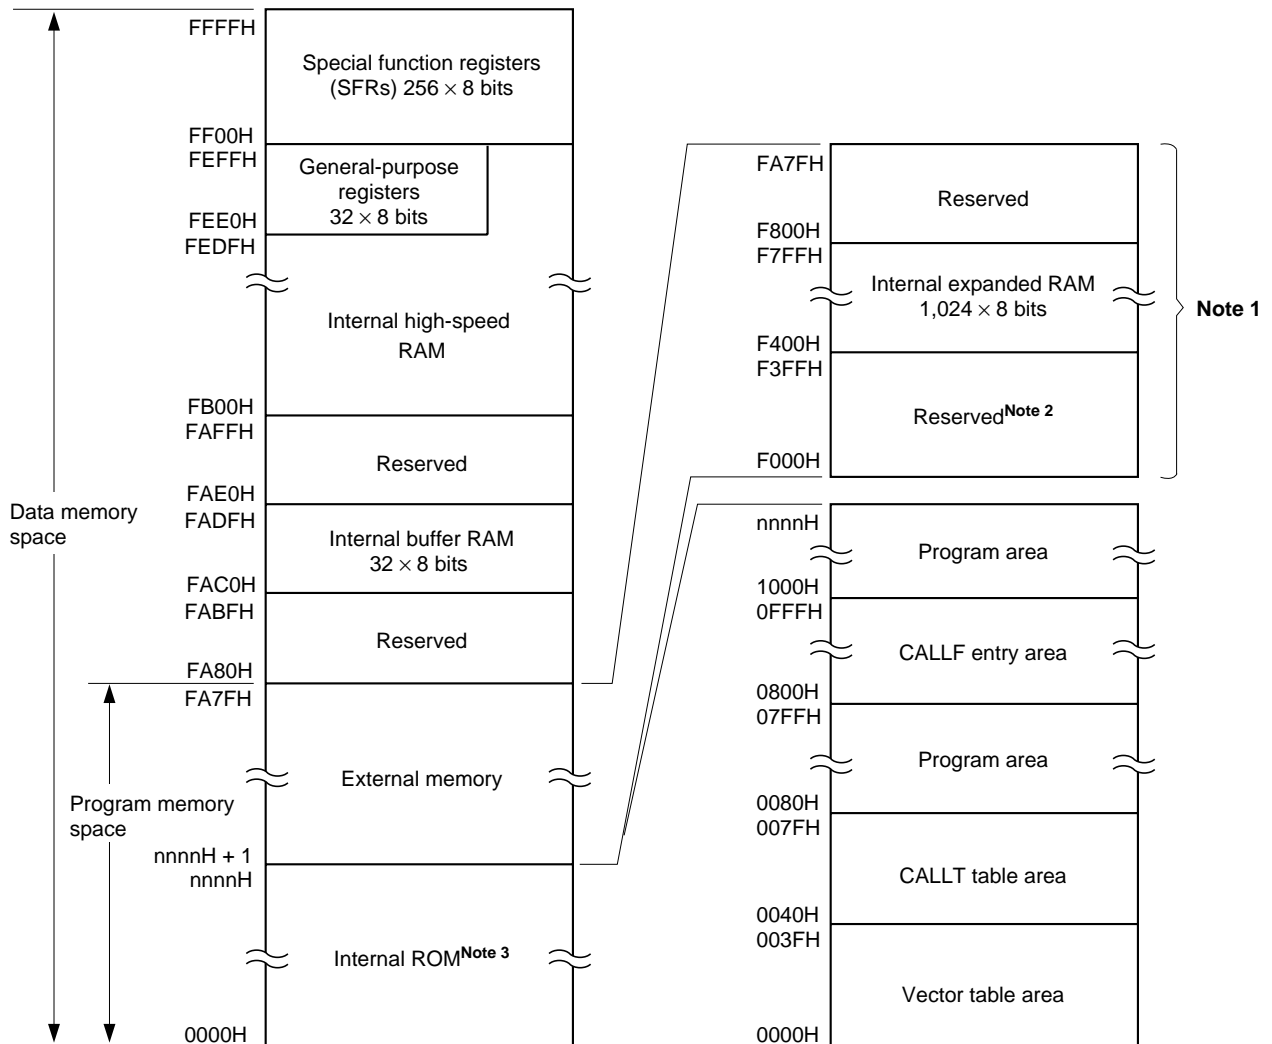 FFFFH
Special function registers
(SFRs) 256 × 8 bits
FF00H
FEFFH
General-purpose
registers
32 × 8 bits
FEE0H
FEDFH
Internal high-speed
RAM
FB00H
FAFFH
Reserved
FAE0H
FADFH
Internal buffer RAM
32 × 8 bits
FAC0H
FABFH
Reserved
FA80H
FA7FH
External memory
nnnnH + 1
nnnnH
Internal ROM Note 3
0000H
Data memory
space
Program memory
space
FA7FH
Reserved
F800H
F7FFH
Internal expanded RAM
1,024 × 8 bits
F400H
F3FFH
Reserved Note 2
F000H
Note 1
nnnnH
Program area
1000H
0FFFH
CALLF entry area
0800H
07FFH
Program area
0080H
007FH
CALLT table area
0040H
003FH
Vector table area
0000H